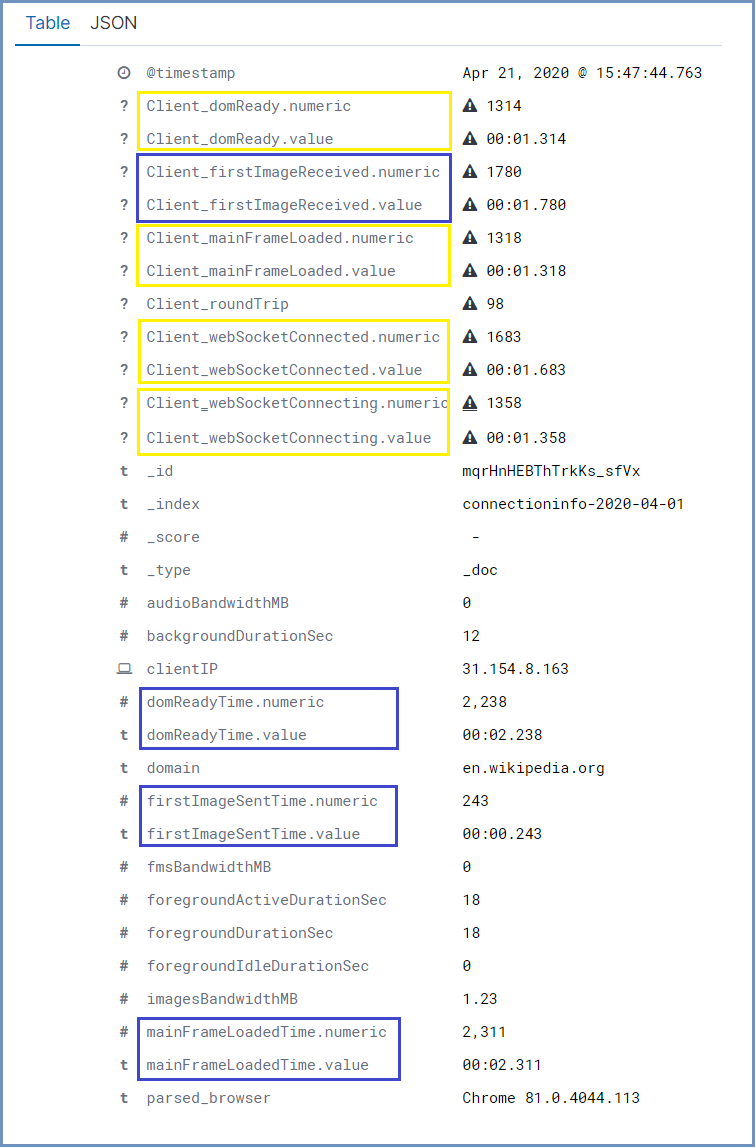 Table JSON
@timestamp Apr 21, 2020 @ 15:47:44.763
? Client_domReady.numeric 1314
? Client_domReady.value 00:01.314
? Client_firstImageReceived.numeric 1780
? Client_firstImageReceived.value 00:01.780
? Client_mainFrameLoaded.numeric 1318
? Client_mainFrameLoaded.value 00:01.318
? Client_roundTrip 98
? Client_webSocketConnected.numeric 1683
? Client_webSocketConnected.value 00:01.683
? Client_webSocketConnecting.numeric 1358
? Client_webSocketConnecting.value 00:01.358
t _id mqrHnHEBThTrkKs_sfVx
t _index connectioninfo-2020-04-01
# _score -
t _type _doc
# audioBandwidthMB 0
# backgroundDurationSec 12
clientIP 31.154.8.163
# domReadyTime.numeric 2,238
t domReadyTime.value 00:02.238
t domain en.wikipedia.org
# firstImageSentTime.numeric 243
t firstImageSentTime.value 00:00.243
# fmsBandwidthMB 0
# foregroundActiveDurationSec 18
# foregroundDurationSec 18
# foregroundIdleDurationSec 0
# imagesBandwidthMB 1.23
# mainFrameLoadedTime.numeric 2,311
t mainFrameLoadedTime.value 00:02.311
t parsed_browser Chrome 81.0.4044.113